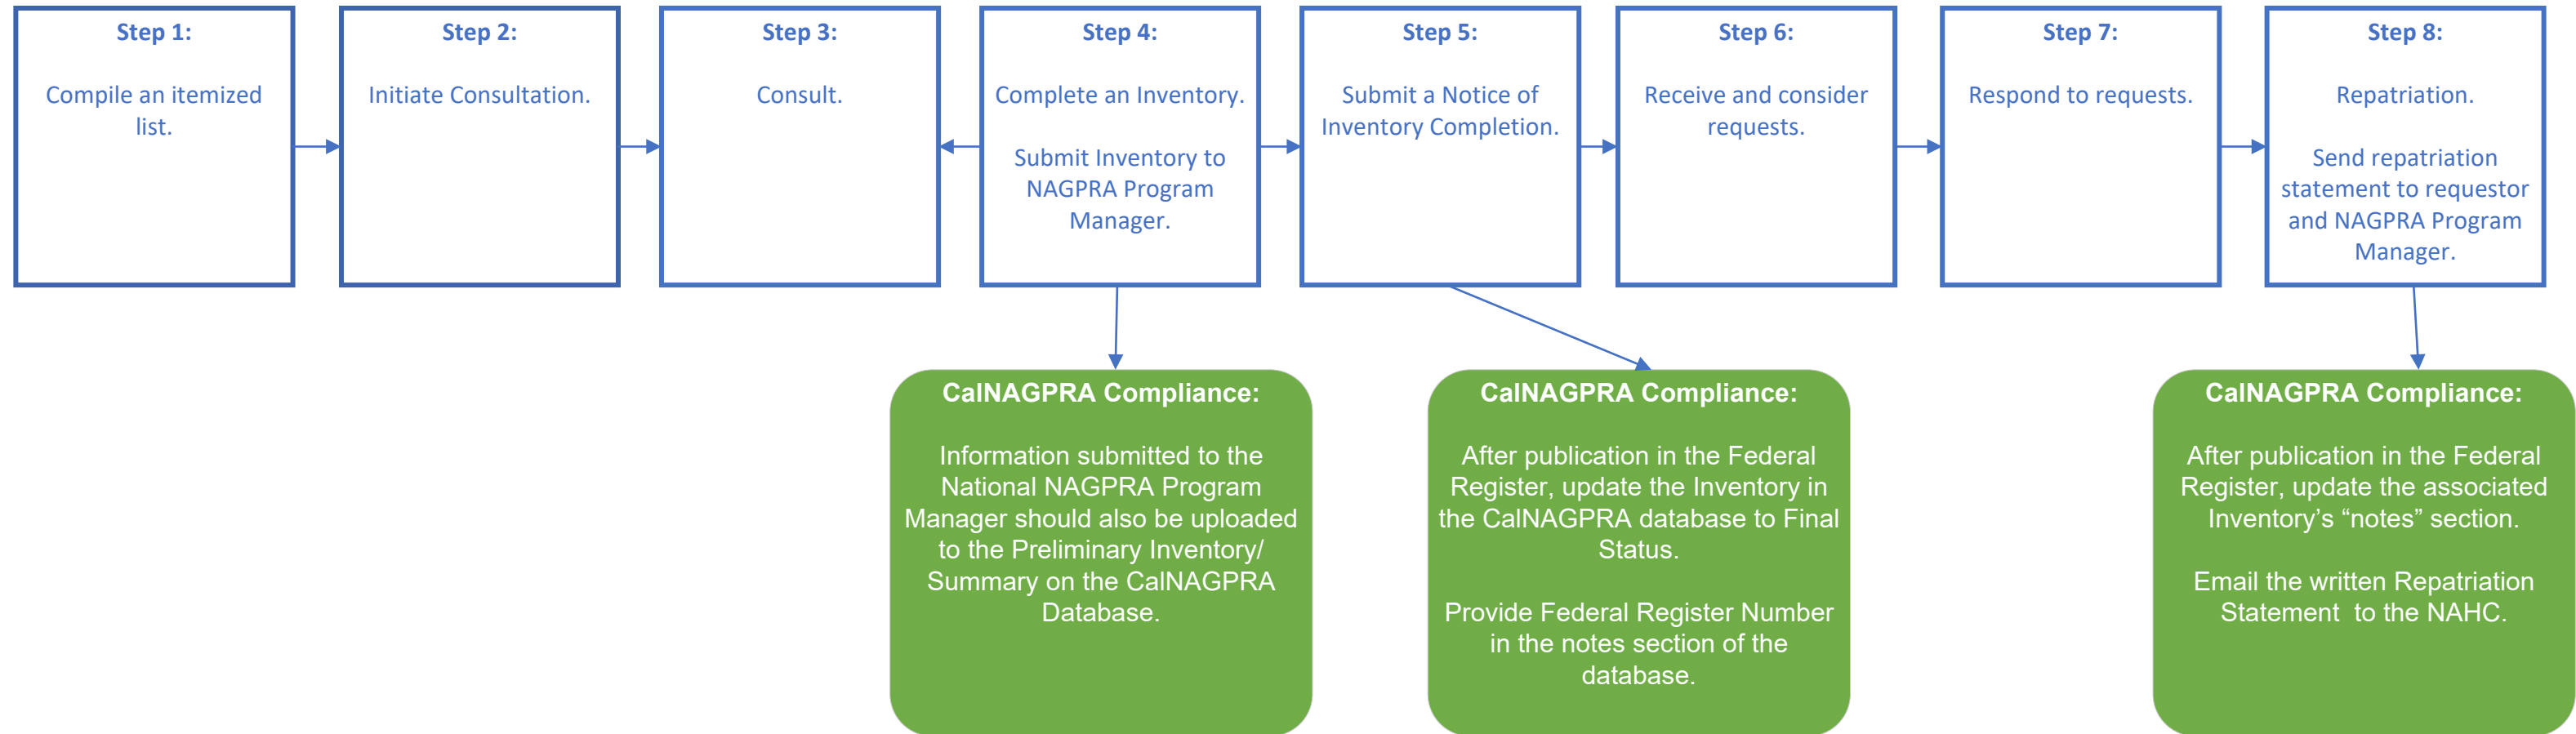 Step 1:
Compile an itemized
list.
Step 2:
Initiate Consultation.
Step 3:
Consult.
Step 4:
Complete an Inventory.
Submit Inventory to
NAGPRA Program
Manager.
Step 5:
Submit a Notice of
Inventory Completion.
Step 6:
Receive and consider
requests.
Step 7:
Respond to requests.
Step 8:
Repatriation.
Send repatriation
statement to requestor
and NAGPRA Program
Manager.
CalNAGPRA Compliance:
Information submitted to the
National NAGPRA Program
Manager should also be uploaded
to the Preliminary Inventory/
Summary on the CalNAGPRA
Database.
CalNAGPRA Compliance:
After publication in the Federal
Register, update the Inventory in
the CalNAGPRA database to Final
Status.
Provide Federal Register Number
in the notes section of the
database.
CalNAGPRA Compliance:
After publication in the Federal
Register, update the associated
Inventory’s “notes” section.
Email the written Repatriation
Statement  to the NAHC.